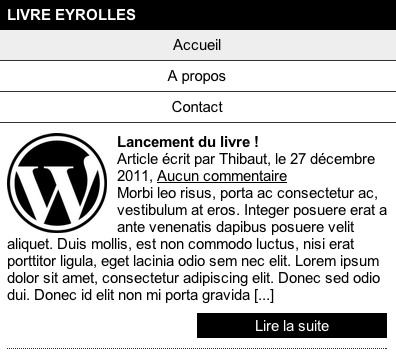 LIVRE EYROLLES
Accueil
A propos
Contact
Lancement du livre !
Article écrit par Thibaut, le 27 décembre
2011, Aucun commentaire
Morbi leo risus, porta ac consectetur ac,
vestibulum at eros. Integer posuere erat a
ante venenatis dapibus posuere velit
aliquet. Duis mollis, est non commodo luctus, nisi erat
porttitor ligula, eget lacinia odio sem nec elit. Lorem ipsum
dolor sit amet, consectetur adipiscing elit. Donec sed odio
dui. Donec id elit non mi porta gravida [...]
Lire la suite